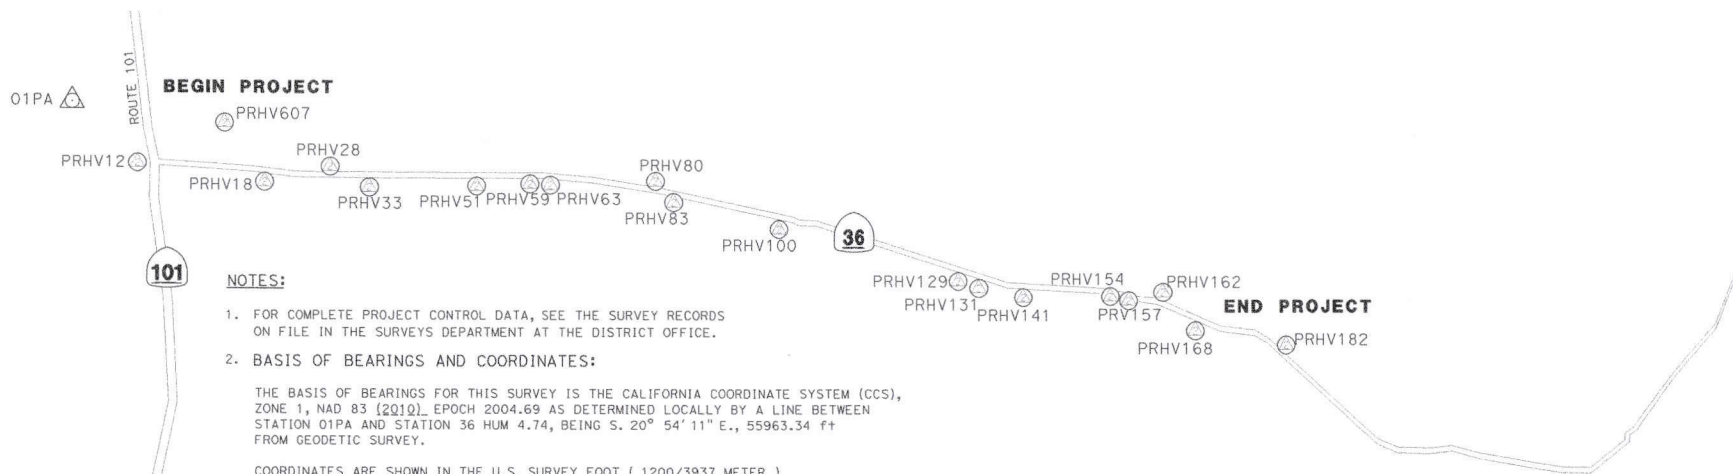 ROUTE 101
BEGIN PROJECT
01PA
PRHV607
PRHV12
PRHV28
PRHV18
PRHV33
PRHV51
PRHV59
PRHV63
PRHV80
PRHV83
PRHV100
36
101
PRHV129
PRHV131
PRHV141
PRHV154
PRV157
PRHV162
END PROJECT
PRHV168
PRHV182
NOTES:
1. FOR COMPLETE PROJECT CONTROL DATA, SEE THE SURVEY RECORDS
ON FILE IN THE SURVEYS DEPARTMENT AT THE DISTRICT OFFICE.
2. BASIS OF BEARINGS AND COORDINATES:
THE BASIS OF BEARINGS FOR THIS SURVEY IS THE CALIFORNIA COORDINATE SYSTEM (CCS),
ZONE 1, NAD 83 (2010) EPOCH 2004.69 AS DETERMINED LOCALLY BY A LINE BETWEEN
STATION 01PA AND STATION 36 HUM 4.74, BEING S. 20° 54' 11" E., 55963.34 ft
FROM GEODETIC SURVEY.
COORDINATES ARE SHOWN IN THE U.S. SURVEY FOOT ( 1200/3937 METER )